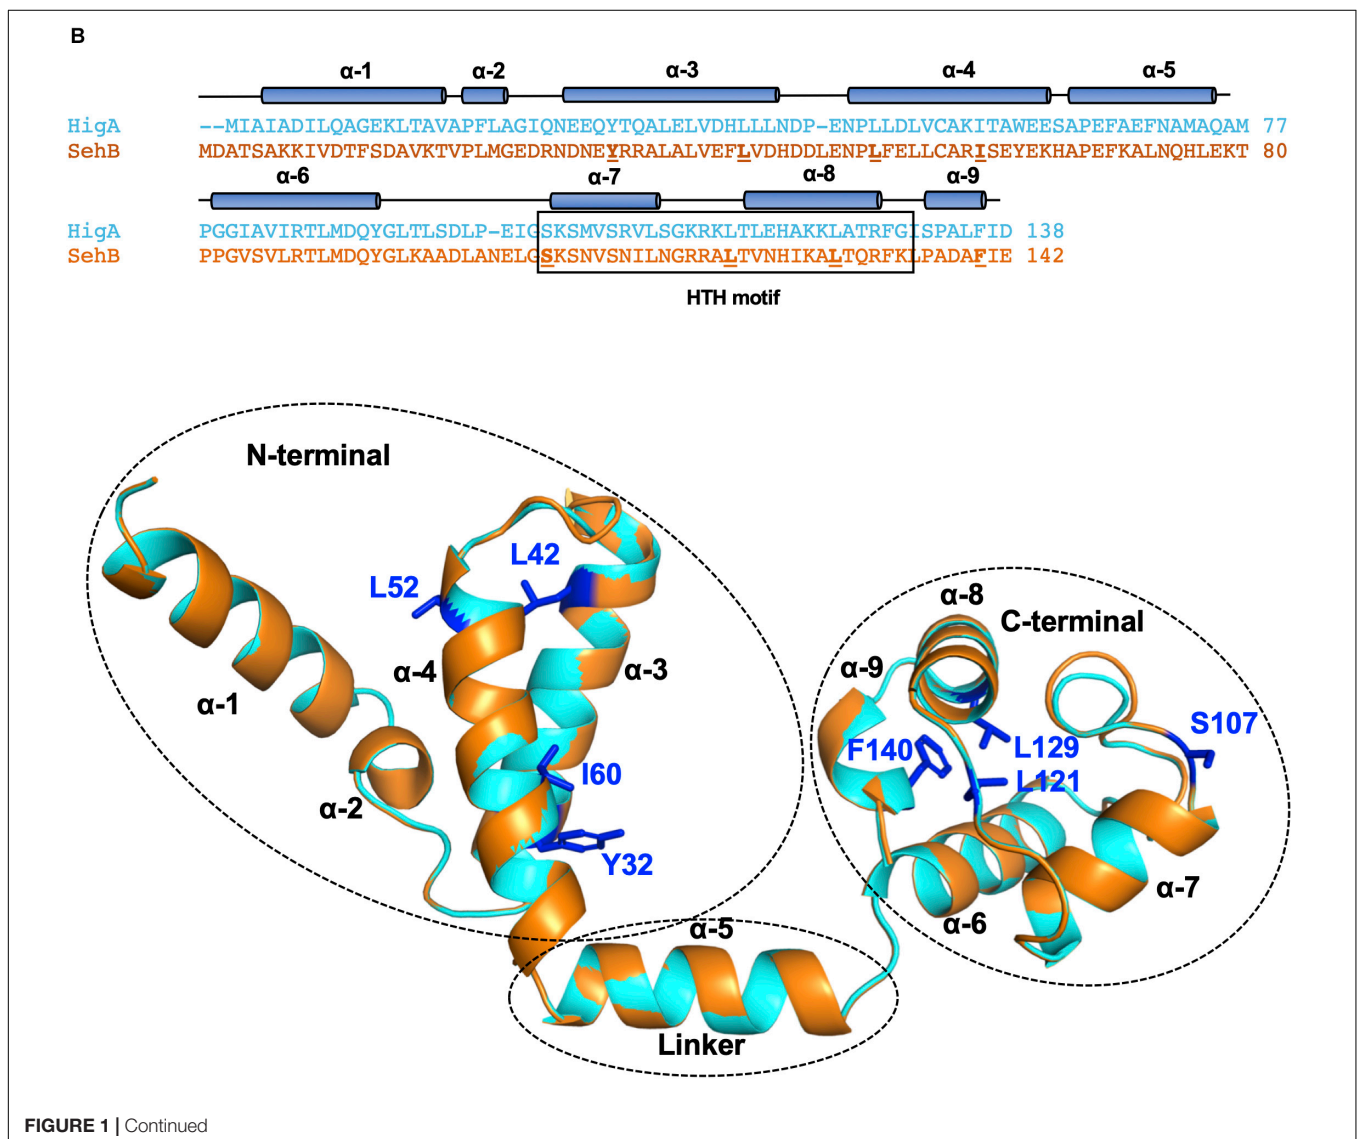 B
α-1 α-2 α-3 α-4 α-5
HigA --MIAIADILQAGEKLTAVAPFLAGIQNEEQYTQALELVDHLLLNDP-ENPLLDLVCAKITAWEESAPEFAEFNAMAQAM 77
SehB MDATSAKKIVDTFSDAVKTVPLMGEDRNDNEYRRALALVEFLVDHDDLENPLFELLCARISEYEKHAPEFKALNQHLEKT 80
α-6 α-7 α-8 α-9
HigA PGGIAVIRTLMDQYGLTLSDLP-EIGSKSMVSRVLSGKRKLTLEHAKKLATRFGISPALFID 138
SehB PPGVSVLRTLMDQYGLKAADLANELGSKSNVSNILNGRRALTVNHIKALTQRFKLPADAFIE 142
HTH motif
N-terminal
L42
L52
α-8
C-terminal
α-4 α-3
α-9
α-1
S107
F140
L129
I60
L121
α-2
Y32
α-7
α-6
α-5
Linker
FIGURE 1 | Continued